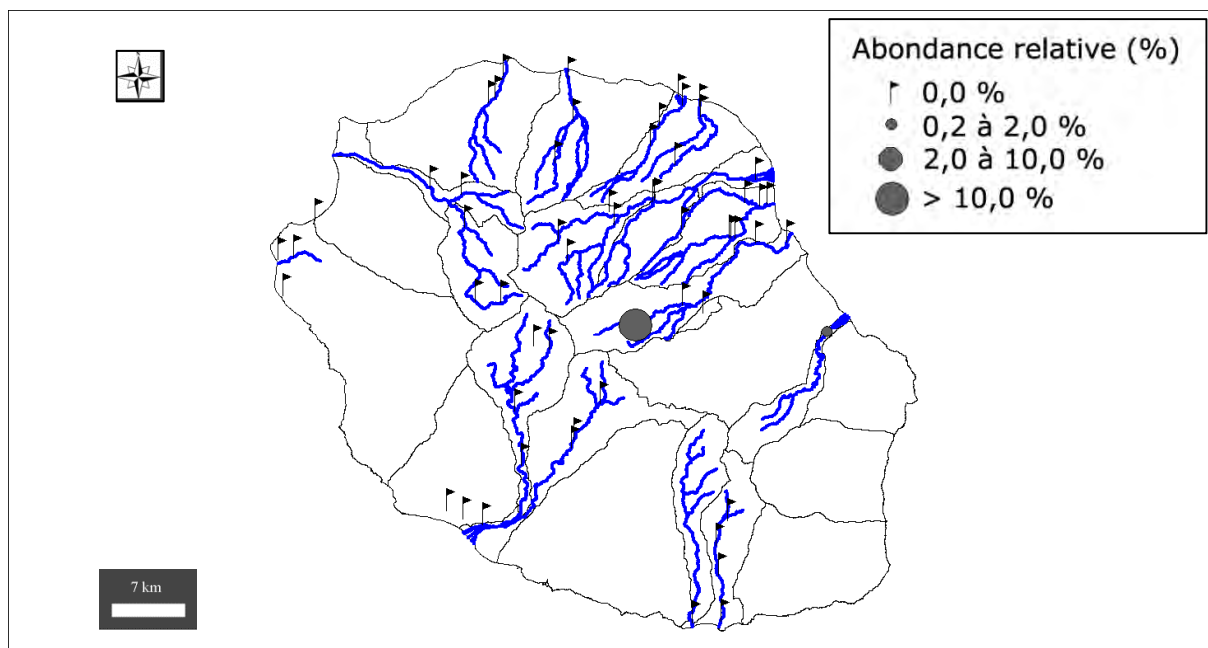 Abondance relative (%)
0,0 %
0,2 à 2,0 %
2,0 à 10,0 %
> 10,0 %
7 km